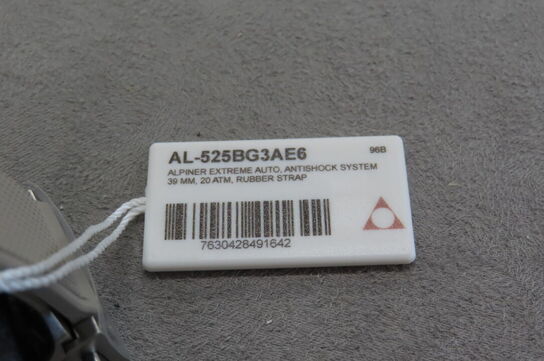 AL-525BG3AE6 96B
ALPINER EXTREME AUTO, ANTISHOCK SYSTEM
39 MM, 20 ATM, RUBBER STRAP
7630428491642